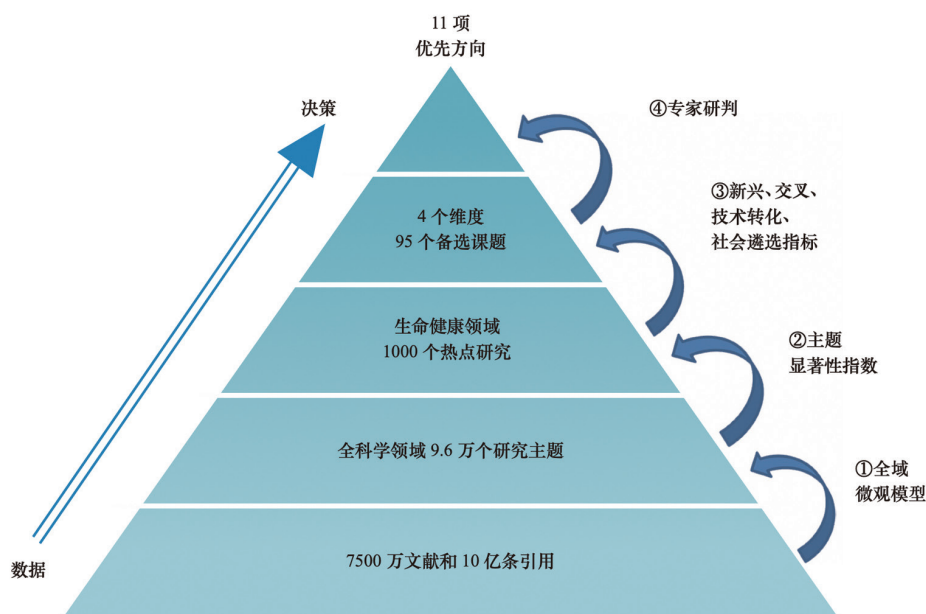 11 项
优先方向
决策
④专家研判
③新兴、交叉、
技术转化、
社会遴选指标
4 个维度
95 个备选课题
生命健康领域
1000 个热点研究
②主题
显著性指数
全科学领域 9.6 万个研究主题
①全域
微观模型
7500 万文献和 10 亿条引用
数据